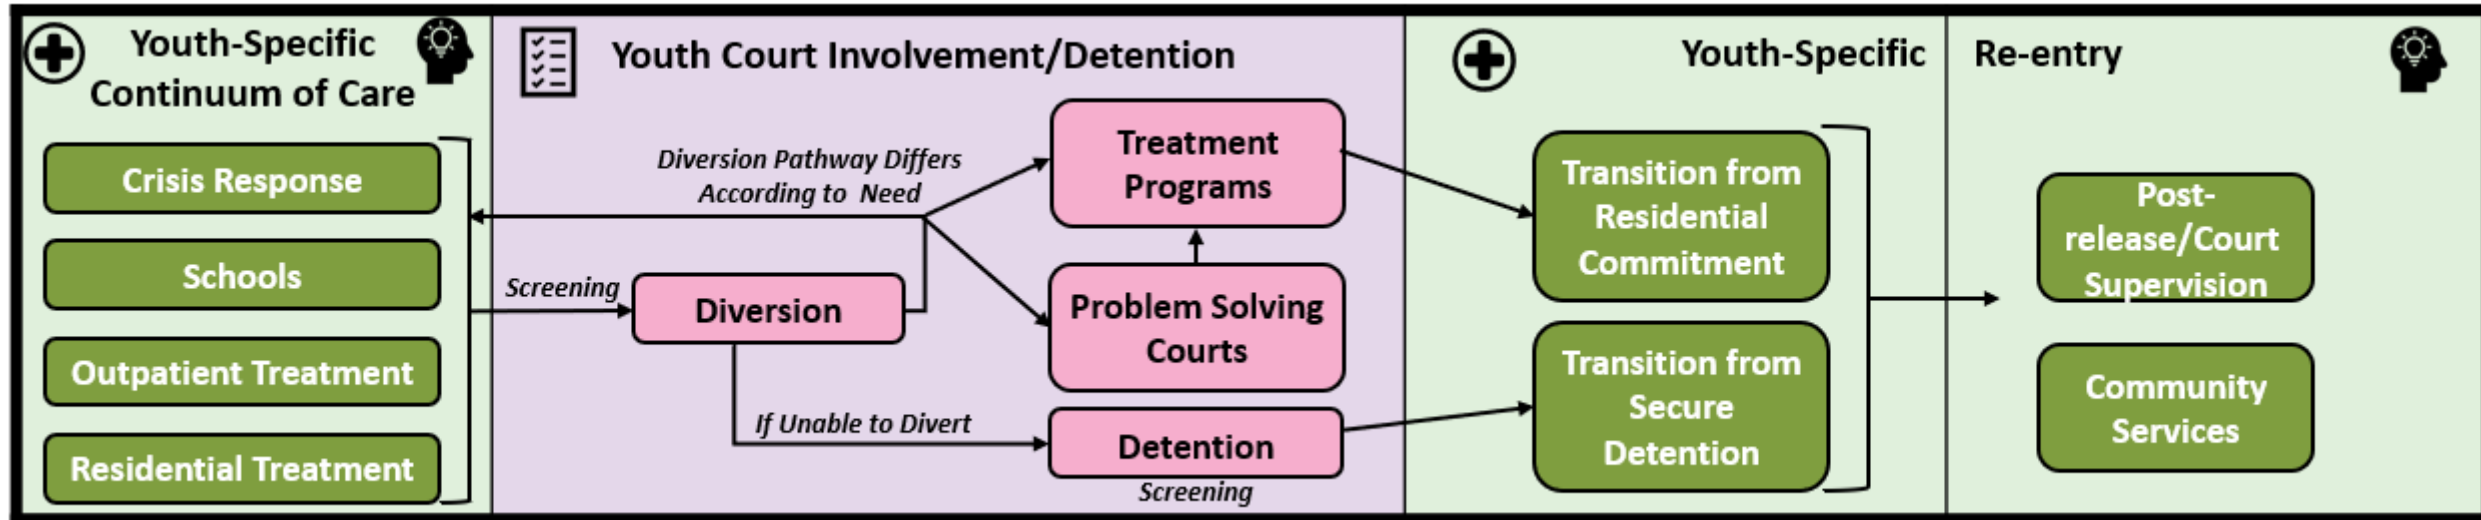 Youth-Specific
Continuum of Care
Crisis Response
Schools
Outpatient Treatment
Residential Treatment
Youth Court Involvement/Detention
Diversion Pathway Differs
According to Need
Screening
Diversion
If Unable to Divert
Treatment
Programs
Problem Solving
Courts
Detention
Screening
Youth-Specific
Re-entry
Transition from
Residential
Commitment
Transition from
Secure
Detention
Post-
release/Court
Supervision
Community
Services